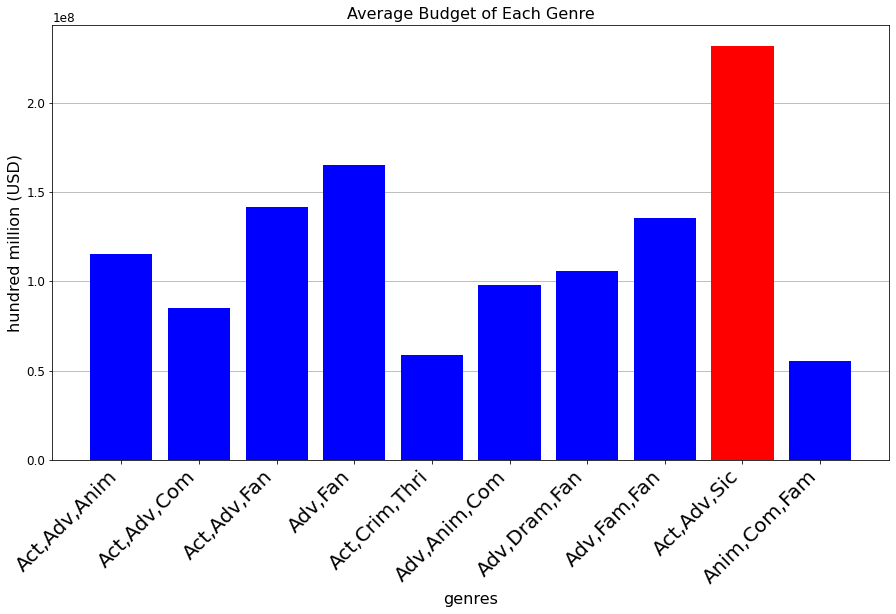 Average Budget of Each Genre
1e8
hundred million (USD)
2.0
1.5
1.0
0.5
0.0
Act,Adv,Anim
Act,Adv,Com
Act,Adv,Fan
Adv,Fan
Act,Crim,Thri
Adv,Anim,Com
Adv,Dram,Fan
Adv,Fam,Fan
Act,Adv,Sic
Anim,Com,Fam
genres